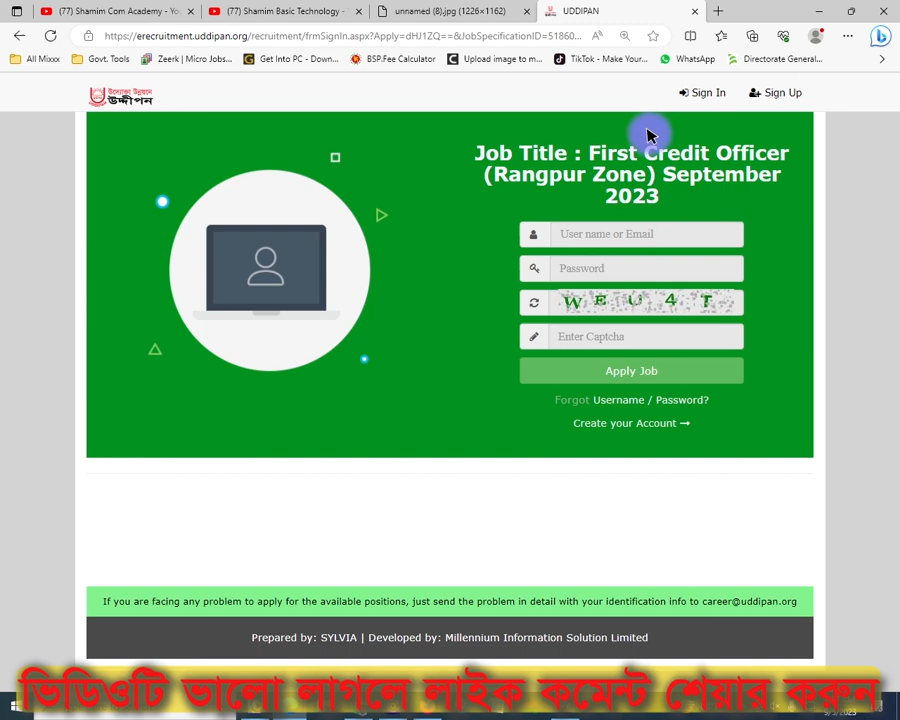 (77) Shamim Com Academy - Yo
(77) Shamim Basic Technology -
unnamed (8).jpg (1226×1162)
UDDIPAN
https://erecruitment.uddipan.org/recruitment/frmSignIn.aspx?Apply=dHJ1ZQ==&JobSpecificationID=51860...
All Mixxx
Govt. Tools
Zeerk | Micro Jobs...
Get Into PC - Down...
BSP.Fee Calculator
Upload image to m...
TikTok - Make Your...
WhatsApp
Directorate General...
উদ্যোক্তা উন্নয়নে
উদ্দীপন
Sign In
Sign Up
Job Title : First Credit Officer
(Rangpur Zone) September
2023
User name or Email
Password
W E U 4 T
Enter Captcha
Apply Job
Forgot Username / Password?
Create your Account
If you are facing any problem to apply for the available positions, just send the problem in detail with your identification info to career@uddipan.org
Prepared by: SYLVIA | Developed by: Millennium Information Solution Limited
ভিডিওটি ভালো লাগলে লাইক কমেন্ট শেয়ার করুন